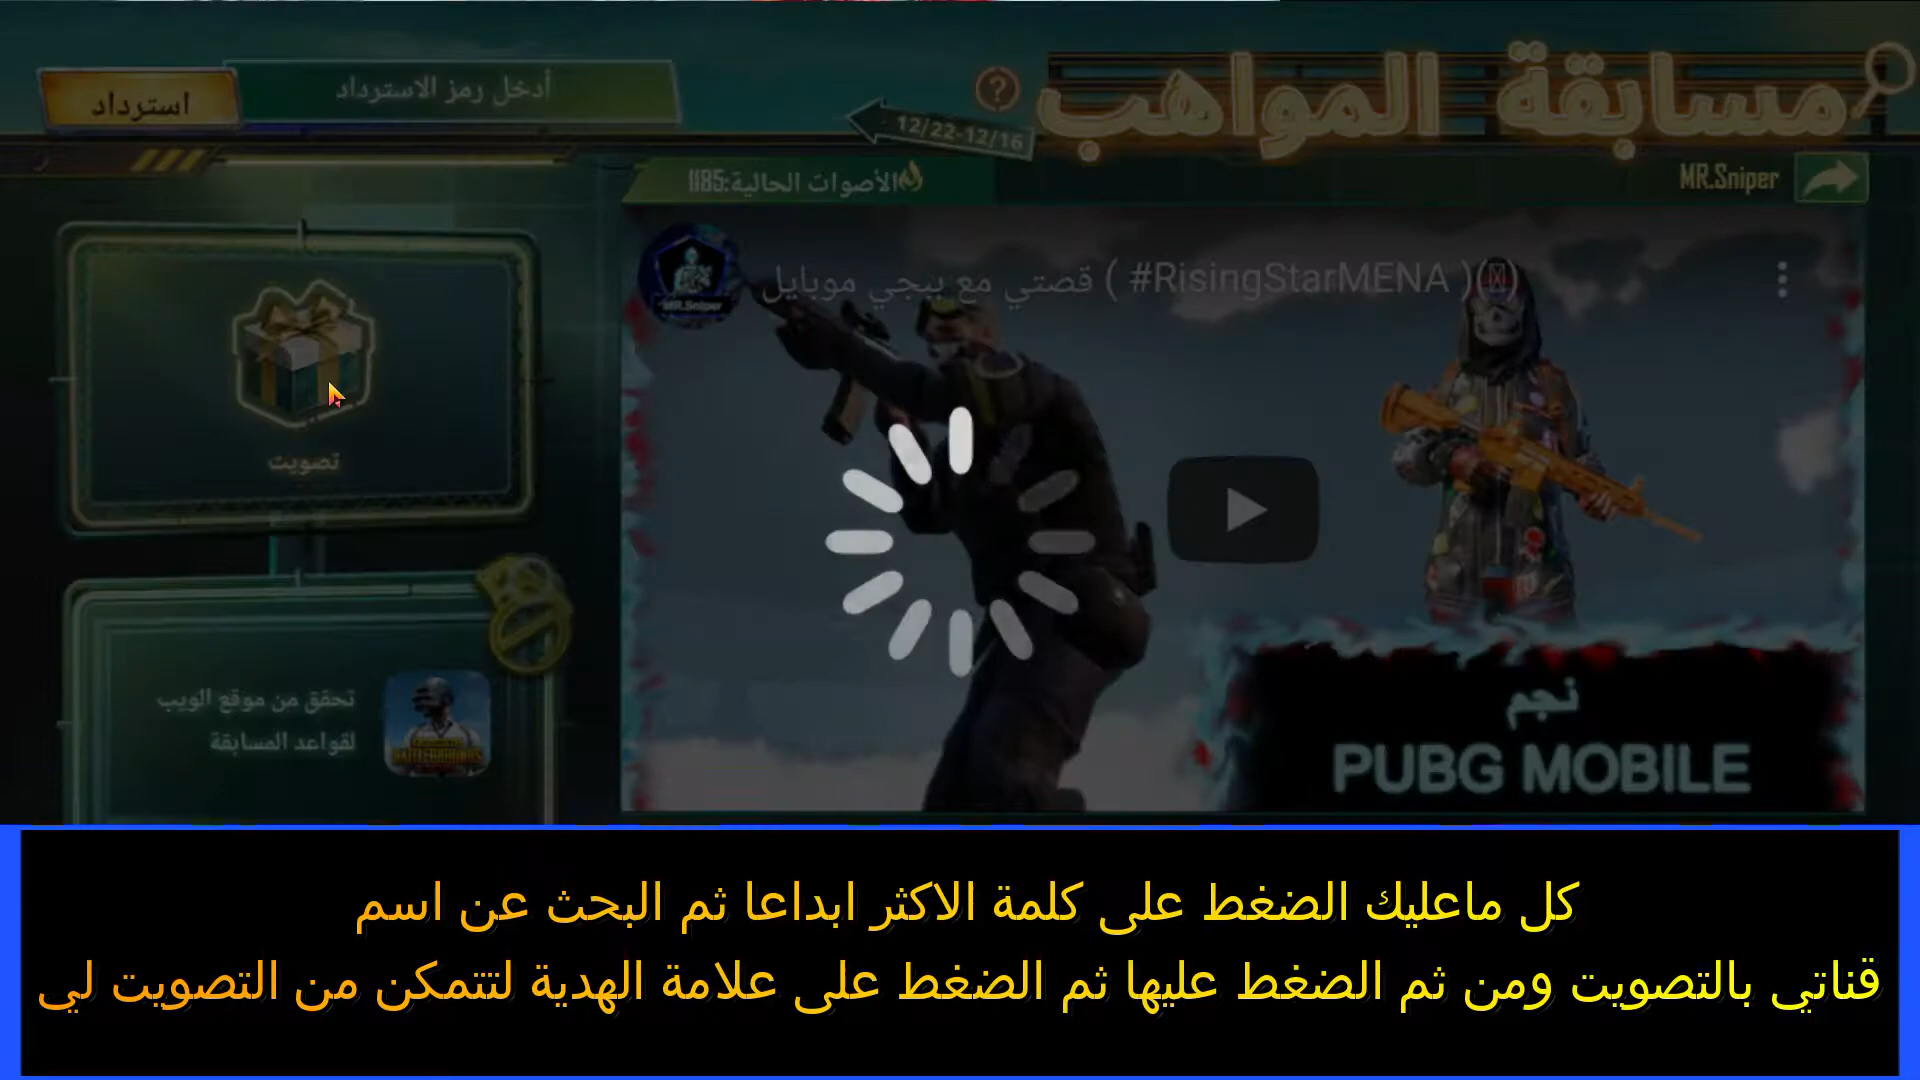 مسابقة المواهب
12/22-12/16
?
أدخل رمز الاسترداد
استرداد
MR.Sniper
الأصوات الحالية:1185
قصتي مع ببجي موبايل ( #RisingStarMENA )
MR.Sniper
تصويت
تحقق من موقع الويب
لقواعد المسابقة
نجم
PUBG MOBILE
كل ماعليك الضغط على كلمة الاكثر ابداعا ثم البحث عن اسم
قناتي بالتصويت ومن ثم الضغط عليها ثم الضغط على علامة الهدية لتتمكن من التصويت لي